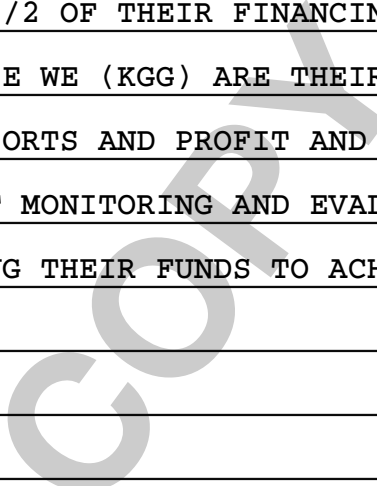 /2 OF THEIR FINANCIN
E WE (KGG) ARE THEIR
ORTS AND PROFIT AND
MONITORING AND EVAL
G THEIR FUNDS TO ACH
COPY